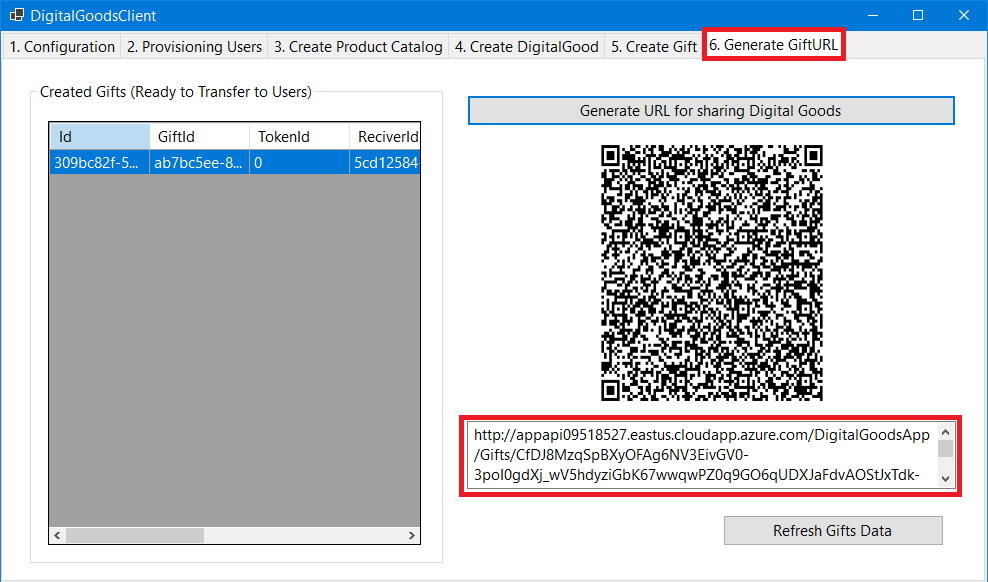 DigitalGoodsClient
1. Configuration 2. Provisioning Users 3. Create Product Catalog 4. Create DigitalGood 5. Create Gift 6. Generate GiftURL
Created Gifts (Ready to Transfer to Users)
Id GiftId TokenId ReciverId
309bc82f-5... ab7bc5ee-8... 0 5cd12584-
Generate URL for sharing Digital Goods
http://appapi09518527.eastus.cloudapp.azure.com/DigitalGoodsApp
/Gifts/CfDJ8MzqSpBXyOFAg6NV3EivGV0-
3poI0gdXj_wV5hdyziGbK67wwqwPZ0q9GO6qUDXJaFdvAOStJxTdk-
Refresh Gifts Data